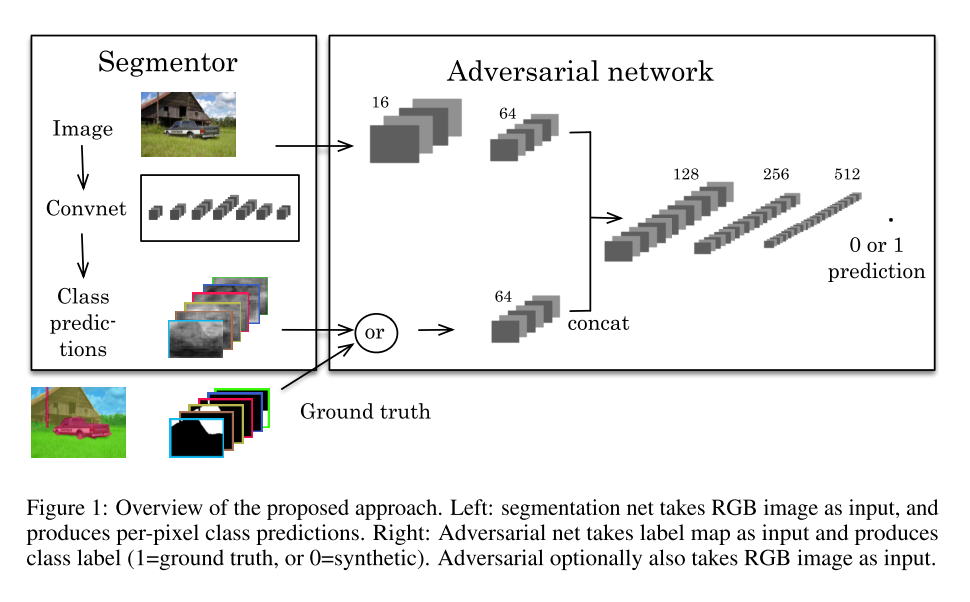 Segmentor
Adversarial network
Image
Convnet
Class
predic-
tions
16
64
128
256
512
0 or 1
prediction
64
concat
or
Ground truth
Figure 1: Overview of the proposed approach. Left: segmentation net takes RGB image as input, and
produces per-pixel class predictions. Right: Adversarial net takes label map as input and produces
class label (1=ground truth, or 0=synthetic). Adversarial optionally also takes RGB image as input.